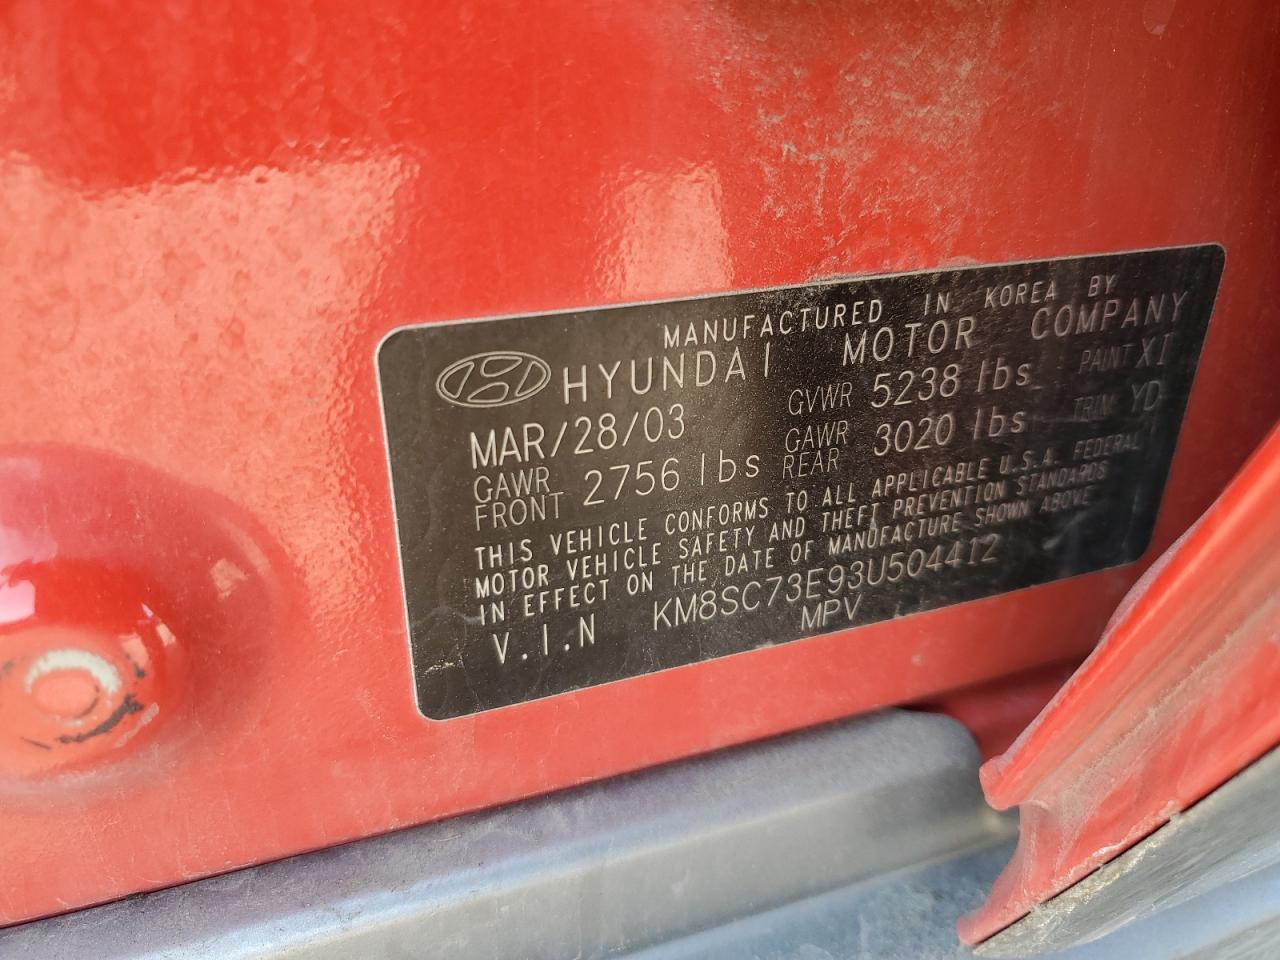 MANUFACTURED IN KOREA BY
HYUNDAI MOTOR COMPANY
MAR/28/03 GVWR 5238 lbs PAINT XI
GAWR FRONT 2756 lbs GAWR REAR 3020 lbs TRIM YD
THIS VEHICLE CONFORMS TO ALL APPLICABLE U.S.A. FEDERAL
MOTOR VEHICLE SAFETY AND THEFT PREVENTION STANDARDS
IN EFFECT ON THE DATE OF MANUFACTURE SHOWN ABOVE
V.I.N KM8SC73E93U504412
MPV